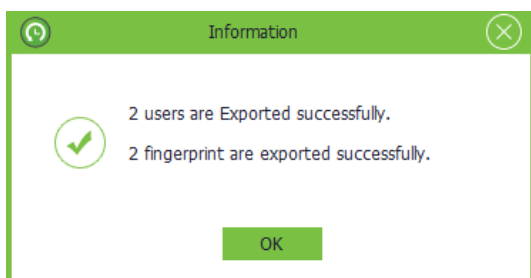 Information
2 users are Exported successfully.
2 fingerprint are exported successfully.
OK